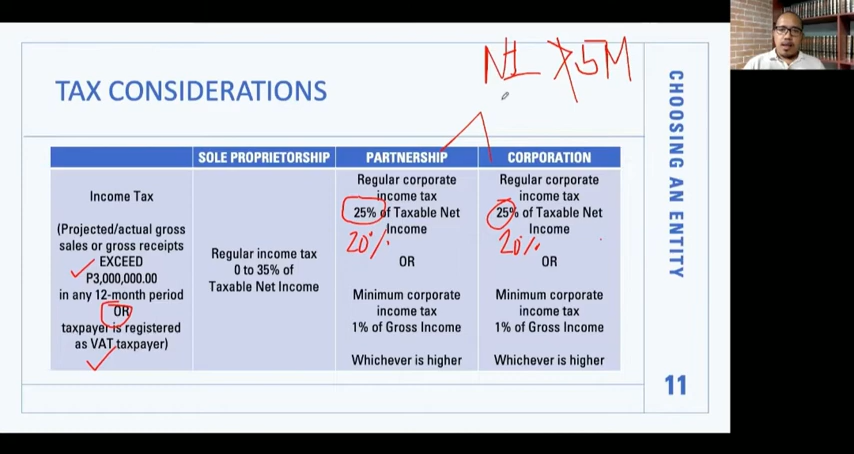 NI > 5M
TAX CONSIDERATIONS
SOLE PROPRIETORSHIP
PARTNERSHIP
CORPORATION
Income Tax
(Projected/actual gross
sales or gross receipts
EXCEED
P3,000,000.00
in any 12-month period
OR
taxpayer is registered
as VAT taxpayer)
Regular income tax
0 to 35% of
Taxable Net Income
Regular corporate
income tax
25% of Taxable Net
Income
20%
OR
Minimum corporate
income tax
1% of Gross Income
Whichever is higher
Regular corporate
income tax
25% of Taxable Net
Income
20%
OR
Minimum corporate
income tax
1% of Gross Income
Whichever is higher
CHOOSING AN ENTITY
11